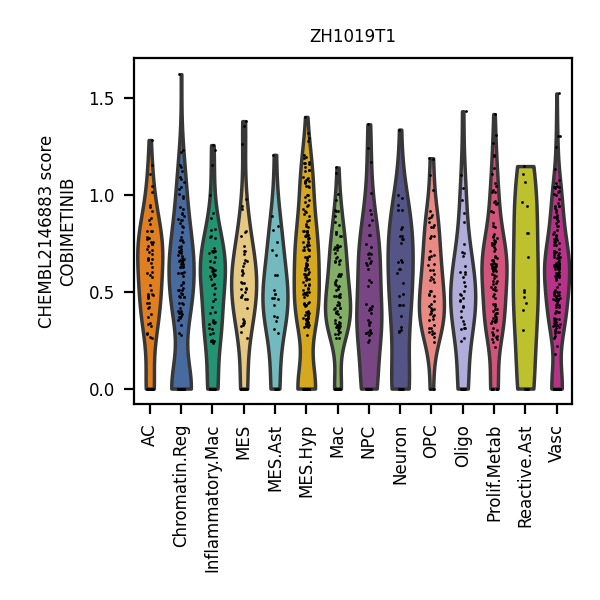 ZH1019T1
CHEMBL2146883 score
COBIMETINIB
1.5
1.0
0.5
0.0
AC
Chromatin.Reg
Inflammatory.Mac
MES
MES.Ast
MES.Hyp
Mac
NPC
Neuron
OPC
Oligo
Prolif.Metab
Reactive.Ast
Vasc